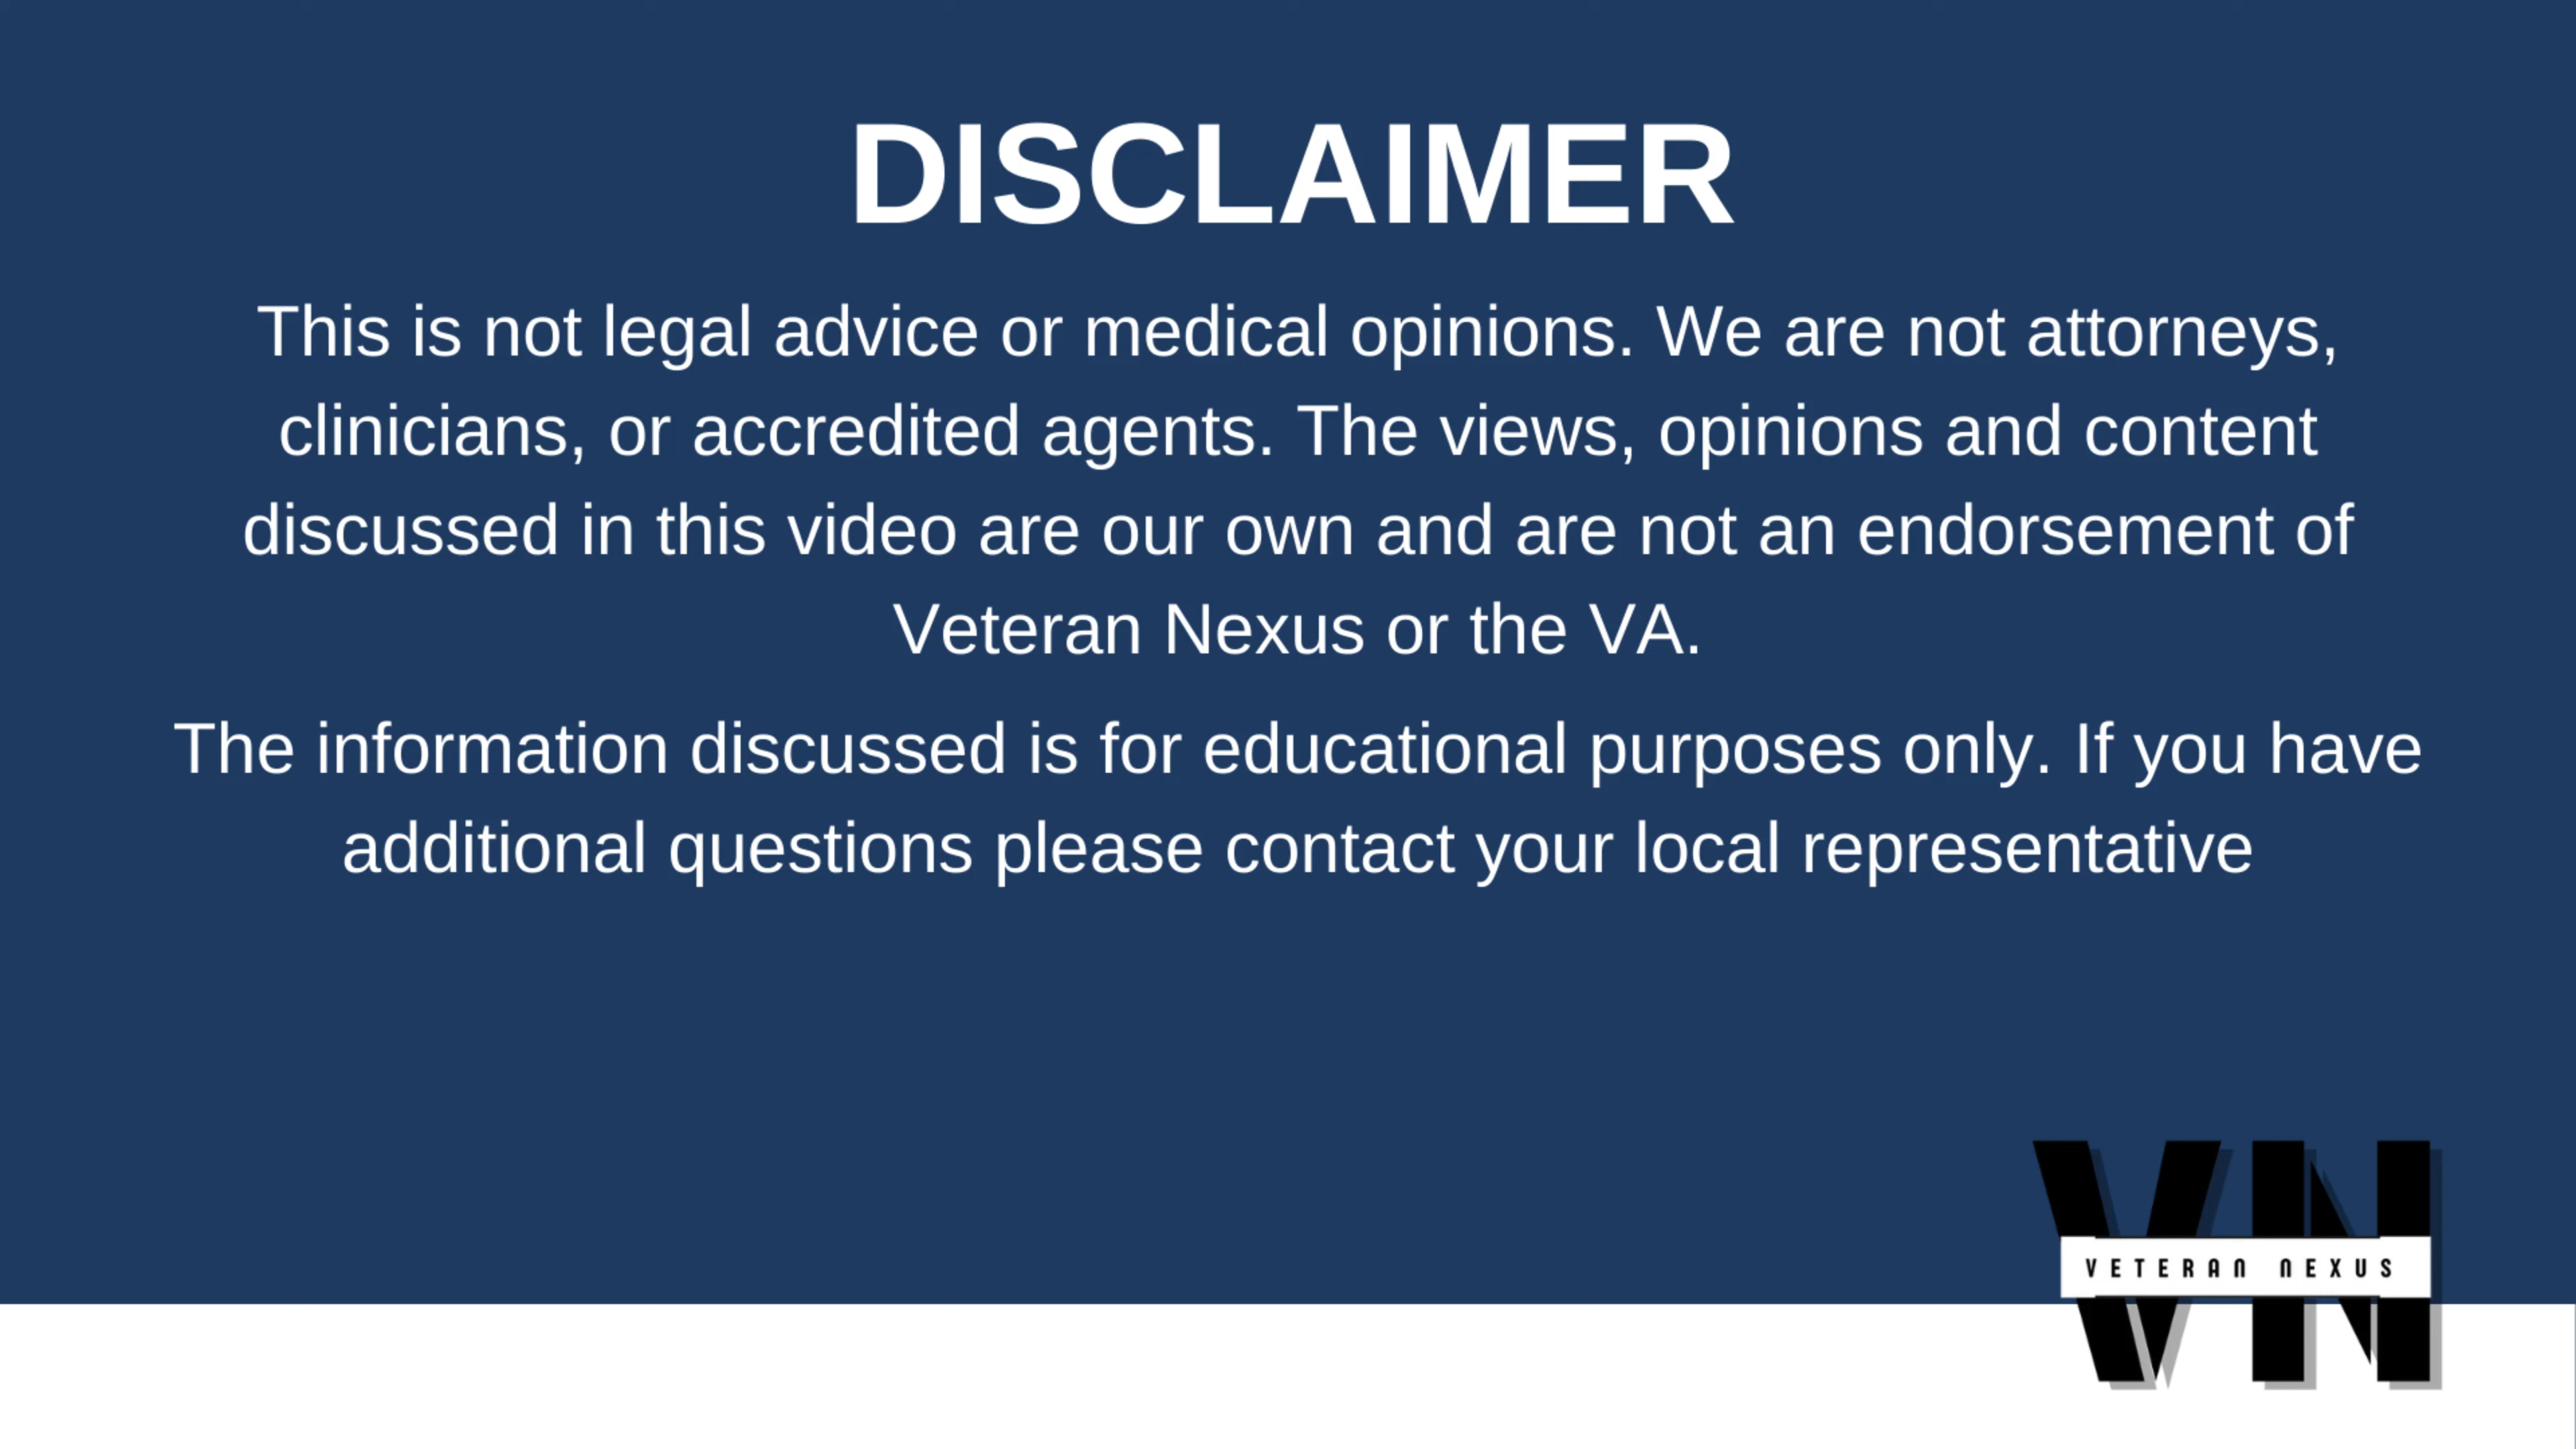 DISCLAIMER
This is not legal advice or medical opinions. We are not attorneys,
clinicians, or accredited agents. The views, opinions and content
discussed in this video are our own and are not an endorsement of
Veteran Nexus or the VA.
The information discussed is for educational purposes only. If you have
additional questions please contact your local representative
VN
VETERAN NEXUS